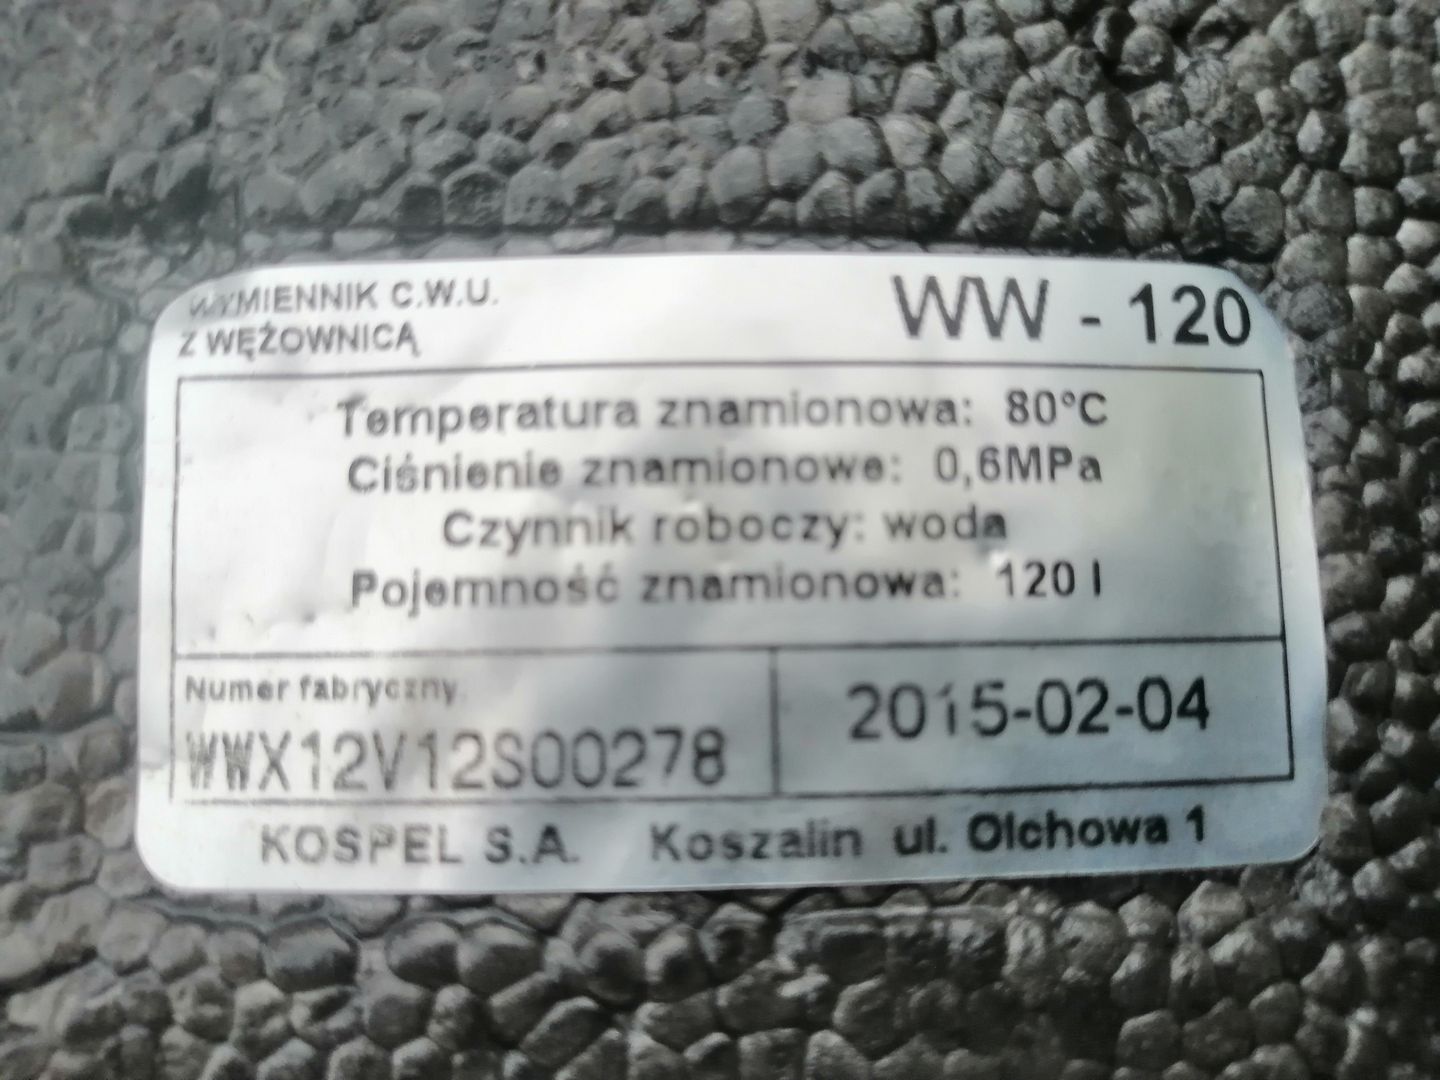 WYMIENNIK C.W.U.
Z WĘŻOWNICĄ
WW - 120
Temperatura znamionowa: 80°C
Ciśnienie znamionowe: 0,6MPa
Czynnik roboczy: woda
Pojemność znamionowa: 120 l
Numer fabryczny:
WWX12V12S00278
2015-02-04
KOSPEL S.A. Koszalin ul. Olchowa 1